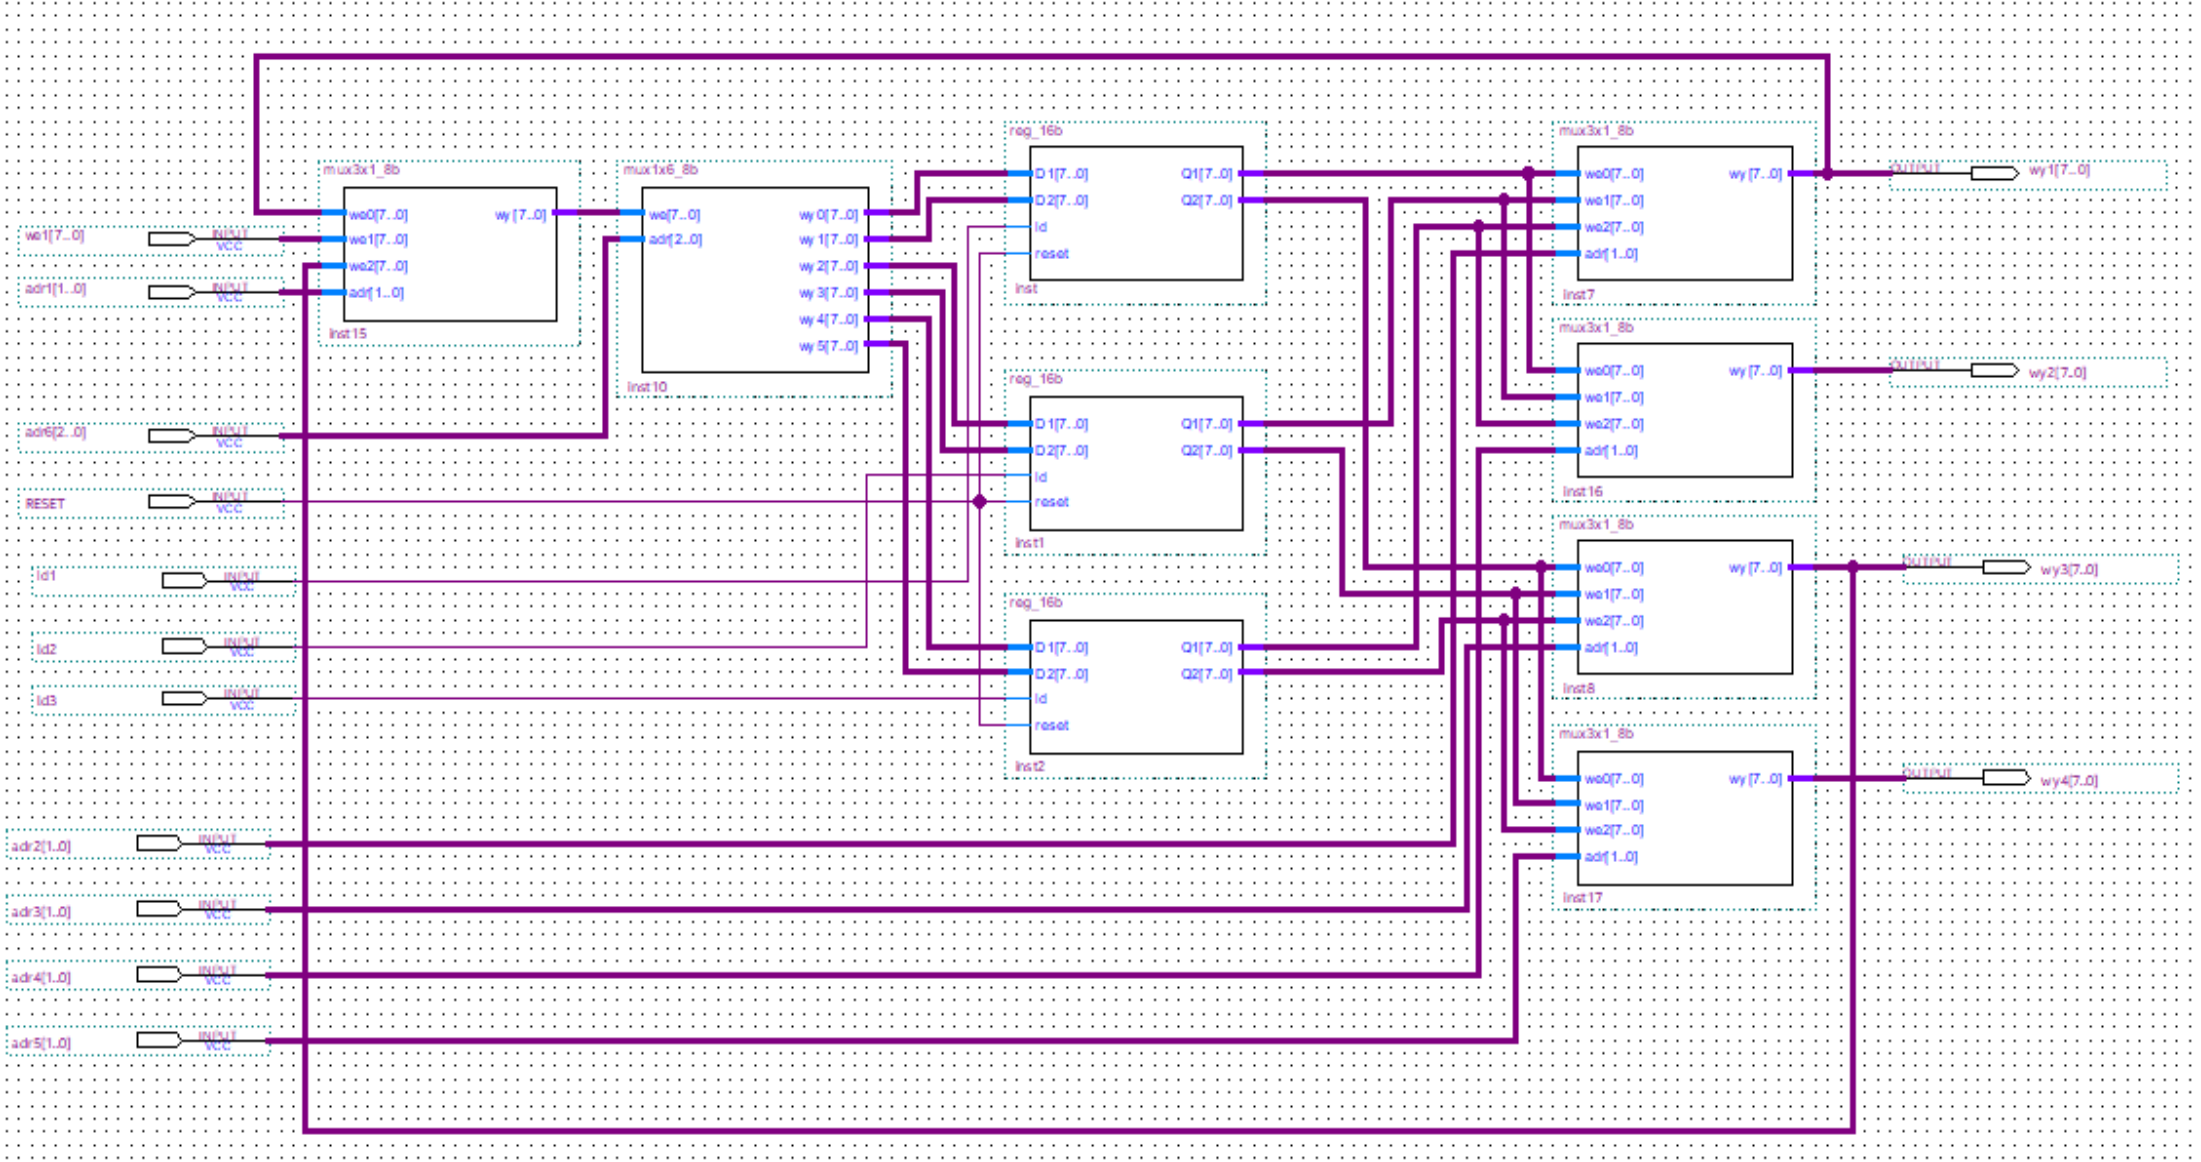 we1[7..0]
INPUT
VCC
adr1[1..0]
INPUT
VCC
adr6[2..0]
INPUT
VCC
RESET
INPUT
VCC
ld1
INPUT
VCC
ld2
INPUT
VCC
ld3
INPUT
VCC
adr2[1..0]
INPUT
VCC
adr3[1..0]
INPUT
VCC
adr4[1..0]
INPUT
VCC
adr5[1..0]
INPUT
VCC
mux3x1_8b
we0[7..0] wy[7..0]
we1[7..0]
we2[7..0]
adr[1..0]
inst15
mux1x6_8b
we[7..0] wy0[7..0]
adr[2..0] wy1[7..0]
wy2[7..0]
wy3[7..0]
wy4[7..0]
wy5[7..0]
inst10
reg_16b
D1[7..0] Q1[7..0]
D2[7..0] Q2[7..0]
ld
reset
inst
reg_16b
D1[7..0] Q1[7..0]
D2[7..0] Q2[7..0]
ld
reset
inst1
reg_16b
D1[7..0] Q1[7..0]
D2[7..0] Q2[7..0]
ld
reset
inst2
mux3x1_8b
we0[7..0] wy[7..0]
we1[7..0]
we2[7..0]
adr[1..0]
inst7
mux3x1_8b
we0[7..0] wy[7..0]
we1[7..0]
we2[7..0]
adr[1..0]
inst16
mux3x1_8b
we0[7..0] wy[7..0]
we1[7..0]
we2[7..0]
adr[1..0]
inst8
mux3x1_8b
we0[7..0] wy[7..0]
we1[7..0]
we2[7..0]
adr[1..0]
inst17
OUTPUT wy1[7..0]
OUTPUT wy2[7..0]
OUTPUT wy3[7..0]
OUTPUT wy4[7..0]